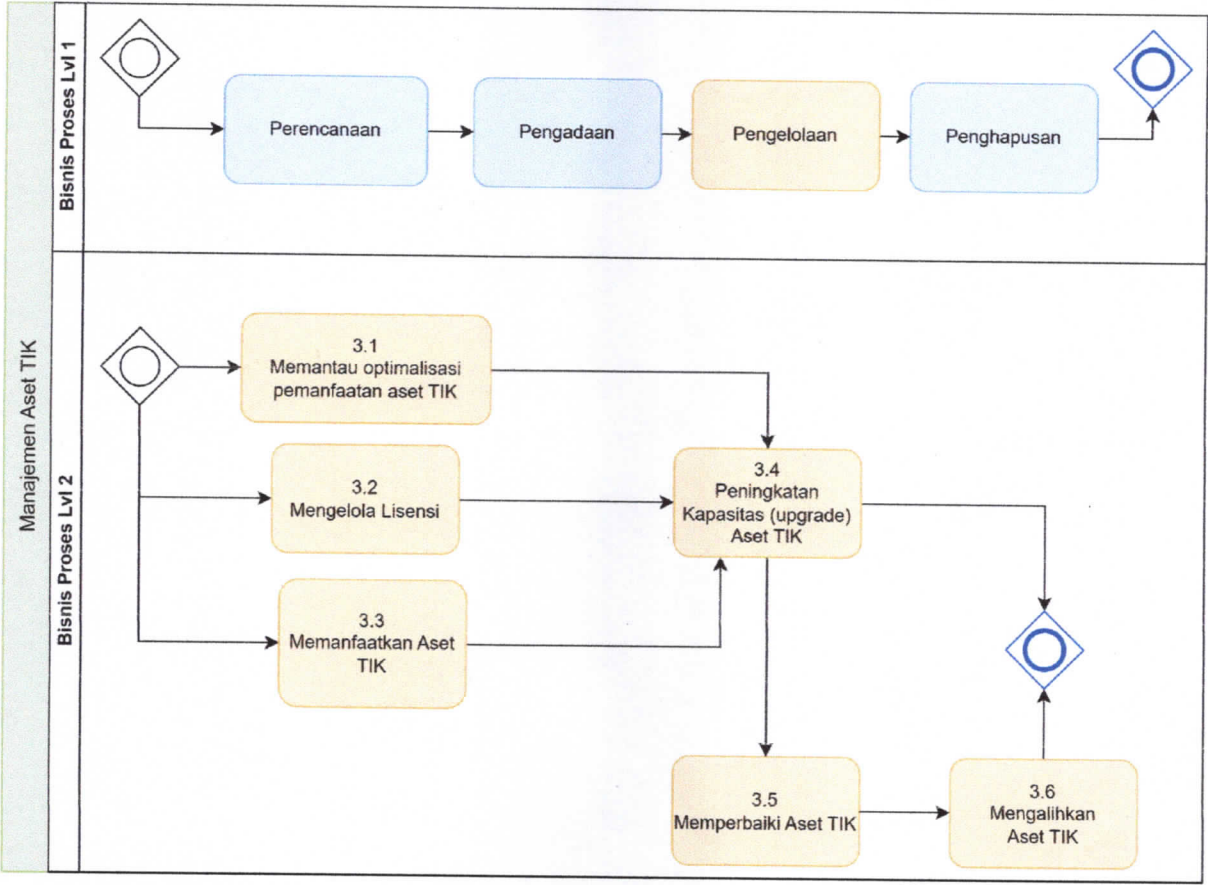 Manajemen Aset TIK
Bisnis Proses Lvl 1
Perencanaan
Pengadaan
Pengelolaan
Penghapusan
Bisnis Proses Lvl 2
3.1
Memantau optimalisasi
pemanfaatan aset TIK
3.2
Mengelola Lisensi
3.3
Memanfaatkan Aset
TIK
3.4
Peningkatan
Kapasitas (upgrade)
Aset TIK
3.5
Memperbaiki Aset TIK
3.6
Mengalihkan
Aset TIK